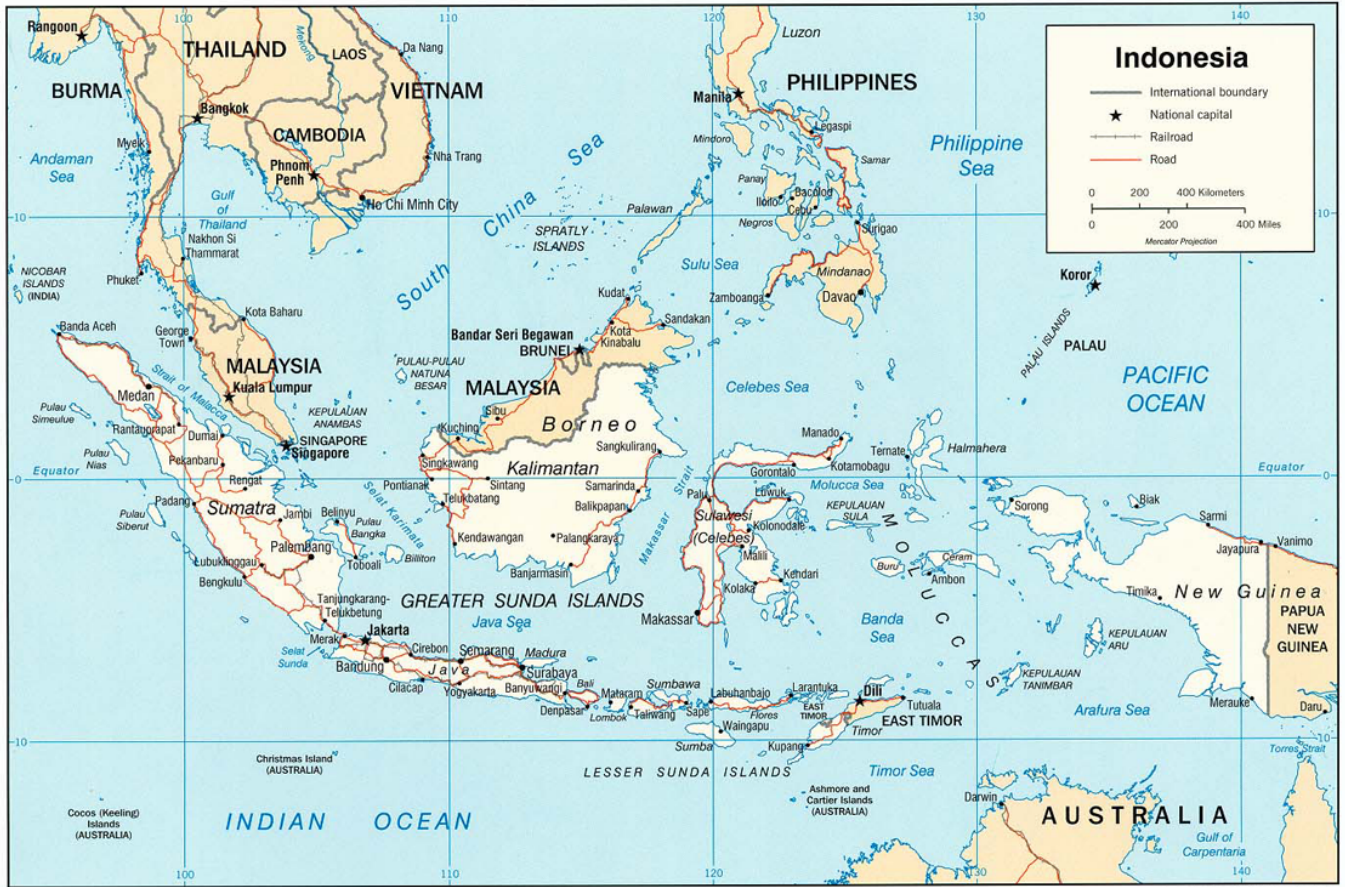 100
110
120
130
140
Rangoon
THAILAND
LAOS
Mekong
Da Nang
Luzon
Indonesia
BURMA
VIETNAM
PHILIPPINES
International boundary
Bangkok
Manila
National capital
CAMBODIA
Legaspi
Railroad
Myeik
Mindoro
Philippine
Sea
Road
Andaman
Sea
Phnom
Penh
Nha Trang
Samar
Panay
0 200 400 Kilometers
Gulf
of
Thailand
Ho Chi Minh City
South China Sea
Palawan
Iloilo
Bacolod
Cebu
Negros
0 200 400 Miles
Mercator Projection
10
10
Nakhon Si
Thammarat
SPRATLY
ISLANDS
Surigao
NICOBAR
ISLANDS
(INDIA)
Phuket
Sulu Sea
Mindanao
Koror
Kudat
Zamboanga
Davao
Banda Aceh
George
Town
Kota Baharu
Bandar Seri Begawan
BRUNEI
Kota
Kinabalu
Sandakan
PALAU ISLANDS
PALAU
MALAYSIA
Kuala Lumpur
PULAU-PULAU
NATUNA
BESAR
MALAYSIA
Celebes Sea
PACIFIC
OCEAN
Medan
Strait of Malacca
Pulau
Simeulue
KEPULAUAN
ANAMBAS
Sibu
Rantauprapat
Dumai
SINGAPORE
Singapore
Kuching
Borneo
Sangkulirang
Manado
Ternate
Halmahera
Pulau
Nias
Pekanbaru
Singkawang
Kalimantan
Kotamobagu
Gorontalo
Equator
Equator
0
0
Rengat
Pontianak
Sintang
Samarinda
Makassar Strait
Molucca Sea
Padang
Selat Karimata
Telukbatang
Balikpapan
Palu
Luwuk
KEPULAUAN
SULA
Sorong
Biak
Pulau
Siberut
Sumatra
Jambi
Belinyu
Pulau
Bangka
Sulawesi
(Celebes)
Kolonodale
MOLUCCAS
Sarmi
Palembang
Kendawangan
Palangkaraya
Malili
Jayapura
Vanimo
Lubuklinggau
Toboali
Billiton
Buru
Ceram
Bengkulu
Banjarmasin
Kolaka
Kendari
Ambon
Timika
New Guinea
Tanjungkarang-
Telukbetung
GREATER SUNDA ISLANDS
Java Sea
Makassar
Banda
Sea
PAPUA
NEW
GUINEA
Merak
Jakarta
KEPULAUAN
ARU
Selat
Sunda
Cirebon
Semarang
Madura
Bandung
Java
Surabaya
KEPULAUAN
TANIMBAR
Cilacap
Yogyakarta
Banyuwangi
Bali
Mataram
Sumbawa
Labuhanbajo
Larantuka
Dili
Tutuala
Denpasar
Lombok
Taliwang
Sape
Flores
EAST
TIMOR
EAST TIMOR
Arafura Sea
Merauke
Daru
Waingapu
Timor
10
10
Sumba
Kupang
Torres Strait
Christmas Island
(AUSTRALIA)
LESSER SUNDA ISLANDS
Timor Sea
Ashmore and
Cartier Islands
(AUSTRALIA)
Darwin
Cocos (Keeling)
Islands
(AUSTRALIA)
INDIAN OCEAN
AUSTRALIA
Gulf of
Carpentaria
100
110
120
130
140